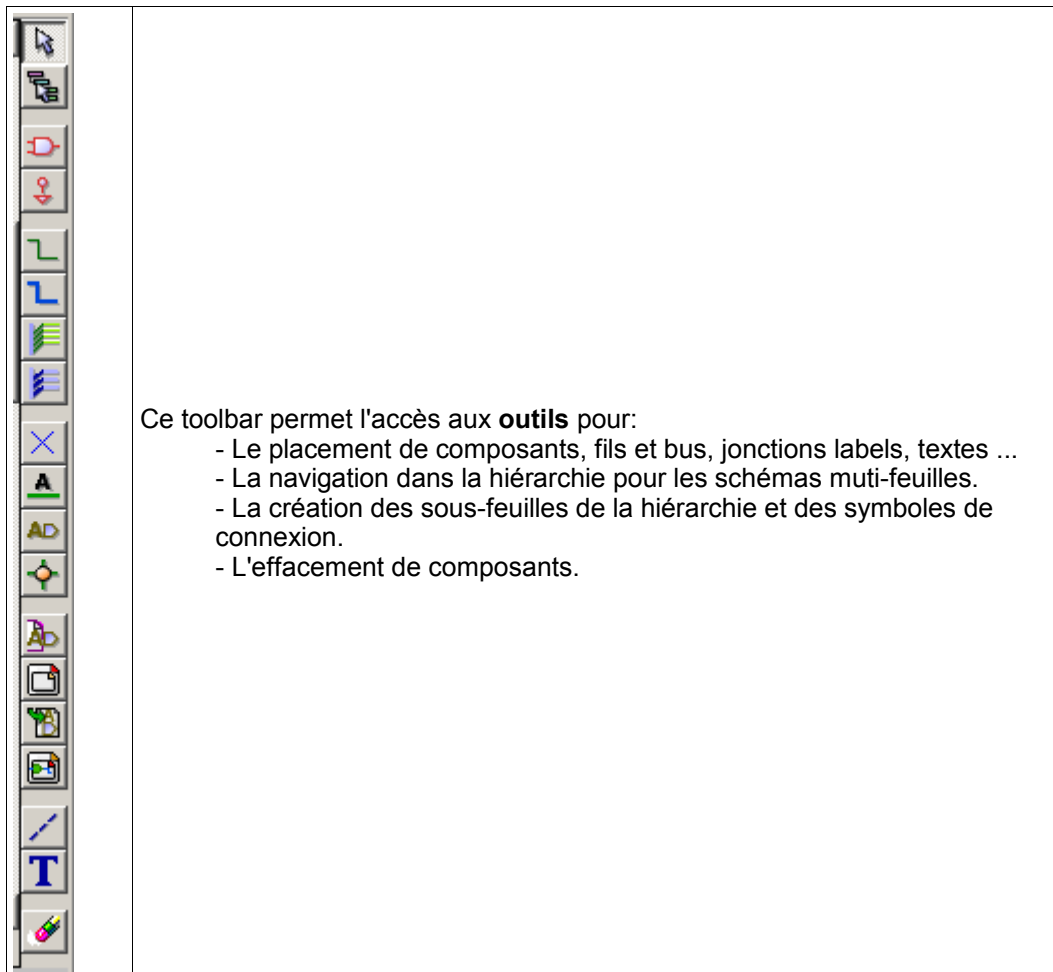 Ce toolbar permet l'accès aux outils pour:
- Le placement de composants, fils et bus, jonctions labels, textes ...
- La navigation dans la hiérarchie pour les schémas muti-feuilles.
- La création des sous-feuilles de la hiérarchie et des symboles de
connexion.
- L'effacement de composants.
A
A
A
T